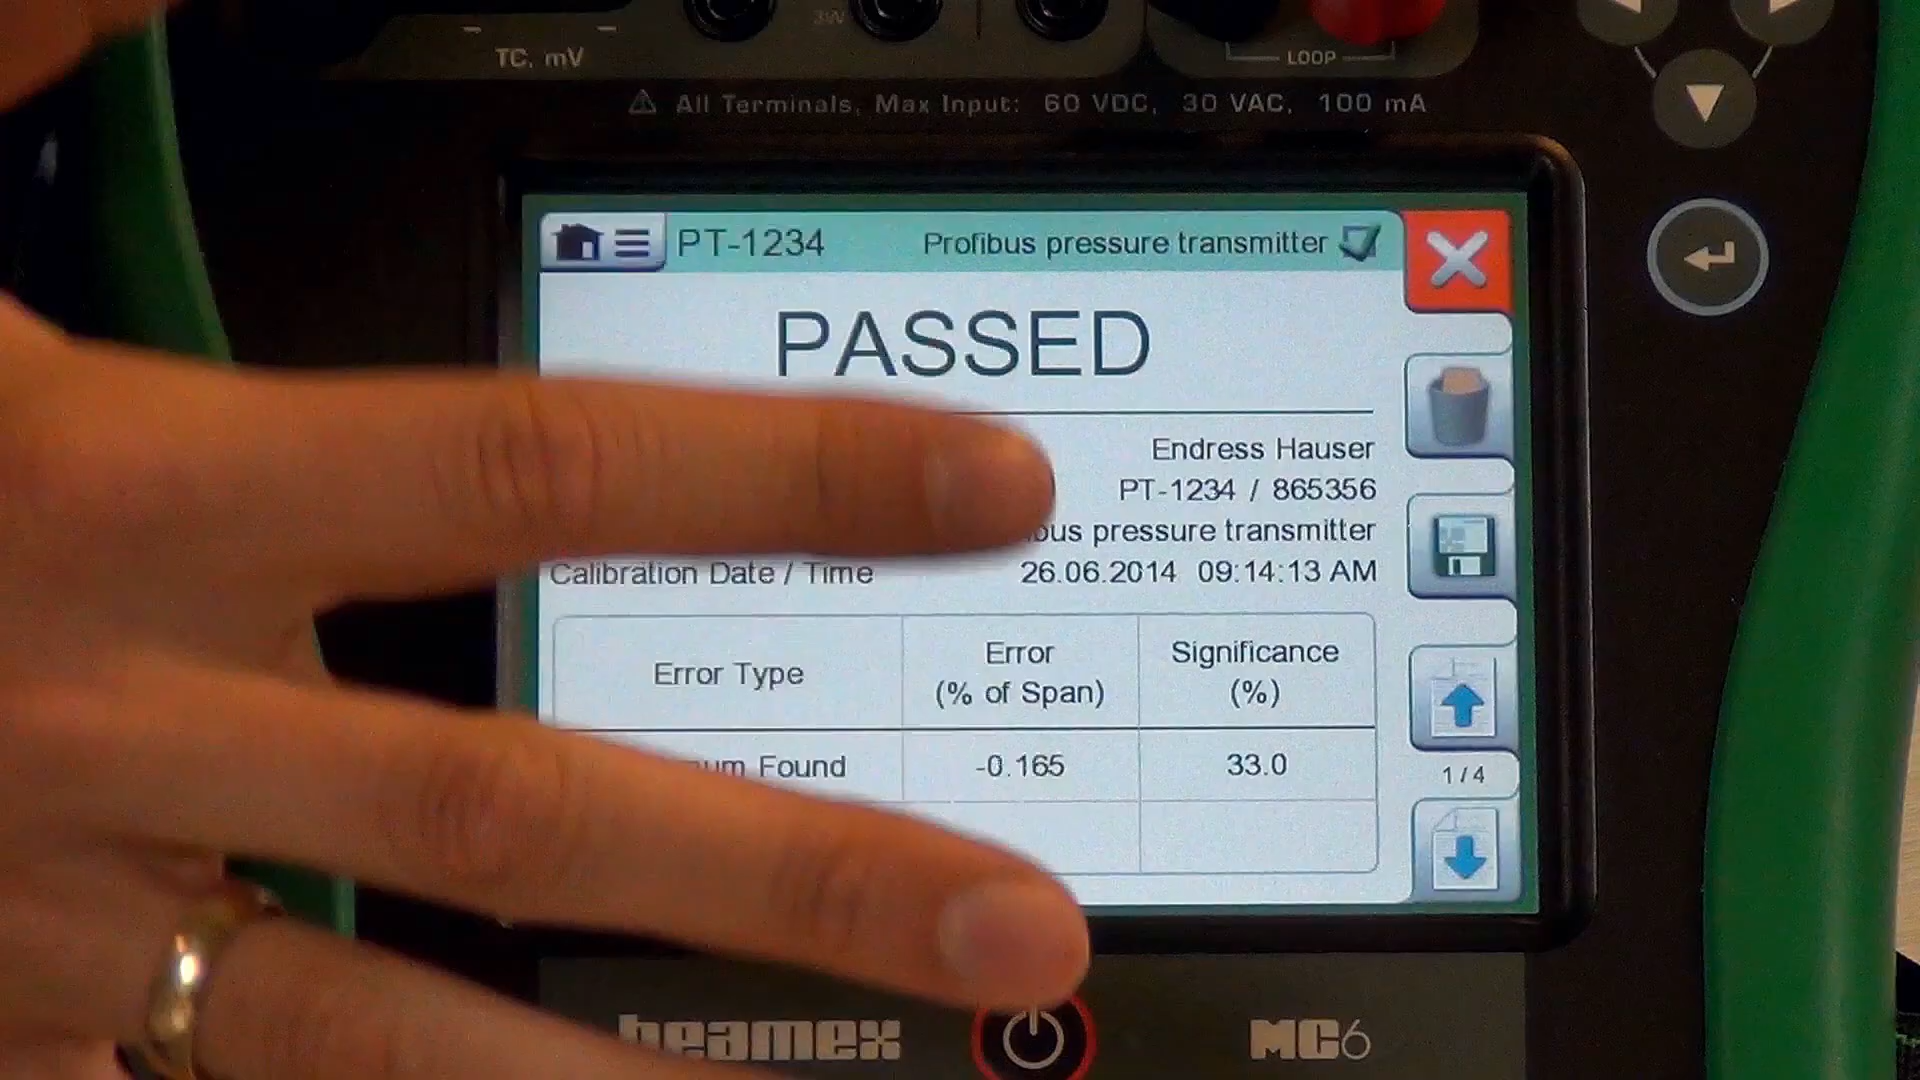 3W
TC, mV
LOOP
⚠ All Terminals, Max Input: 60 VDC, 30 VAC, 100 mA
PT-1234 Profibus pressure transmitter
PASSED
Endress Hauser
PT-1234 / 865356
pressure transmitter
Calibration Date / Time 26.06.2014 09:14:13 AM
Error Type Error (% of Span) Significance (%)
Found -0.165 33.0
1 / 4
beamex MC6